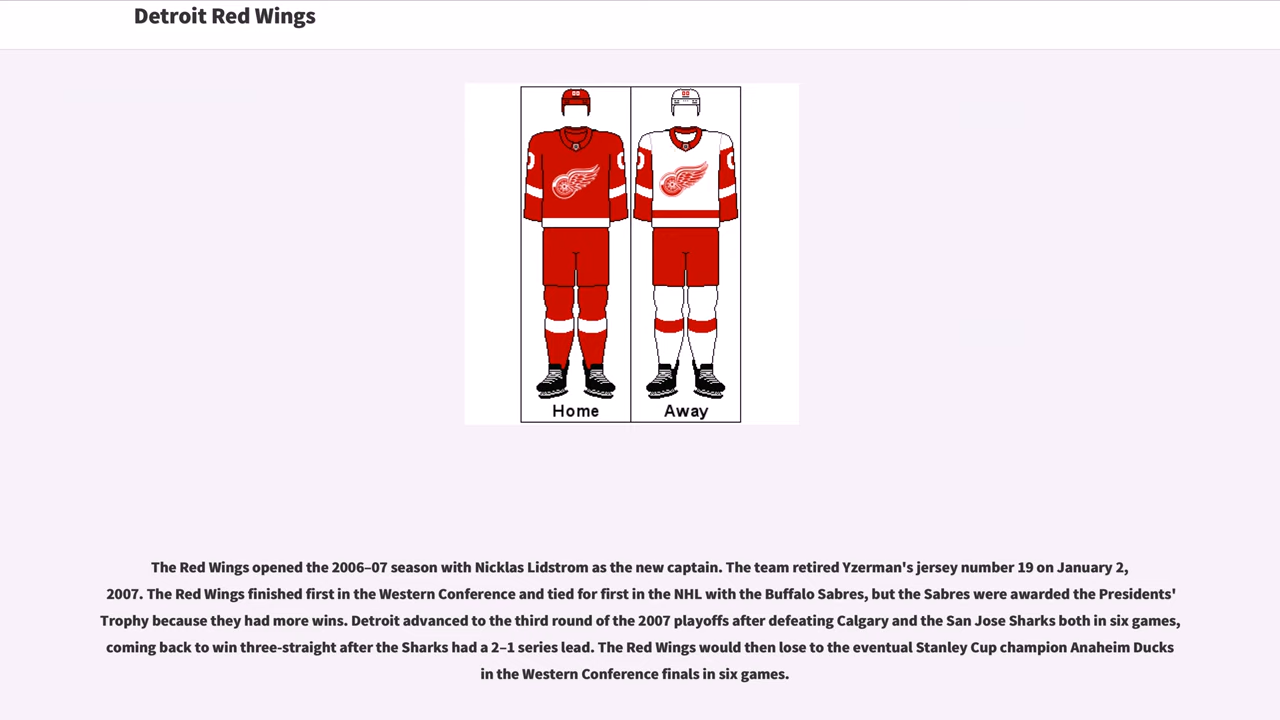 Detroit Red Wings
Home Away
The Red Wings opened the 2006–07 season with Nicklas Lidstrom as the new captain. The team retired Yzerman's jersey number 19 on January 2,
2007. The Red Wings finished first in the Western Conference and tied for first in the NHL with the Buffalo Sabres, but the Sabres were awarded the Presidents'
Trophy because they had more wins. Detroit advanced to the third round of the 2007 playoffs after defeating Calgary and the San Jose Sharks both in six games,
coming back to win three-straight after the Sharks had a 2–1 series lead. The Red Wings would then lose to the eventual Stanley Cup champion Anaheim Ducks
in the Western Conference finals in six games.